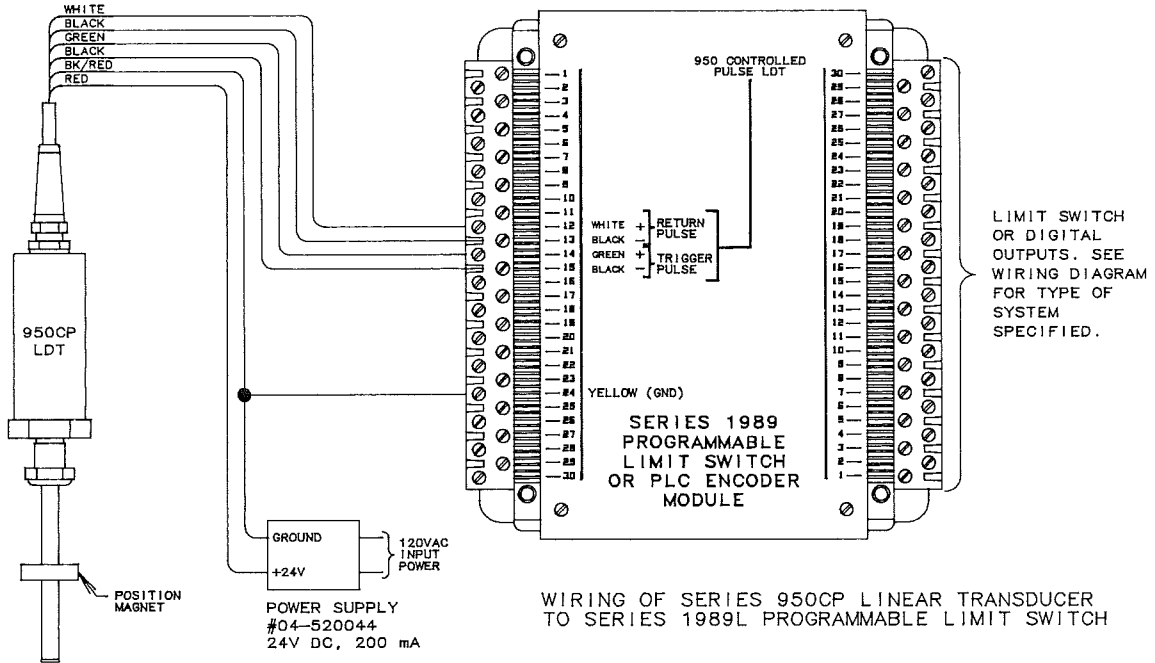 WHITE
BLACK
GREEN
BLACK
BK/RED
RED
950CP
LDT
POSITION
MAGNET
GROUND
+24V
120VAC
INPUT
POWER
POWER SUPPLY
#04-520044
24V DC, 200 mA
1
2
3
4
5
6
7
8
9
10
11
12
13
14
15
16
17
18
19
20
21
22
23
24
25
26
27
28
29
30
950 CONTROLLED
PULSE LDT
WHITE +
BLACK −
RETURN
PULSE
GREEN +
BLACK −
TRIGGER
PULSE
YELLOW (GND)
SERIES 1989
PROGRAMMABLE
LIMIT SWITCH
OR PLC ENCODER
MODULE
30
29
28
27
26
25
24
23
22
21
20
19
18
17
16
15
14
13
12
11
10
9
8
7
6
5
4
3
2
1
LIMIT SWITCH
OR DIGITAL
OUTPUTS. SEE
WIRING DIAGRAM
FOR TYPE OF
SYSTEM
SPECIFIED.
WIRING OF SERIES 950CP LINEAR TRANSDUCER
TO SERIES 1989L PROGRAMMABLE LIMIT SWITCH